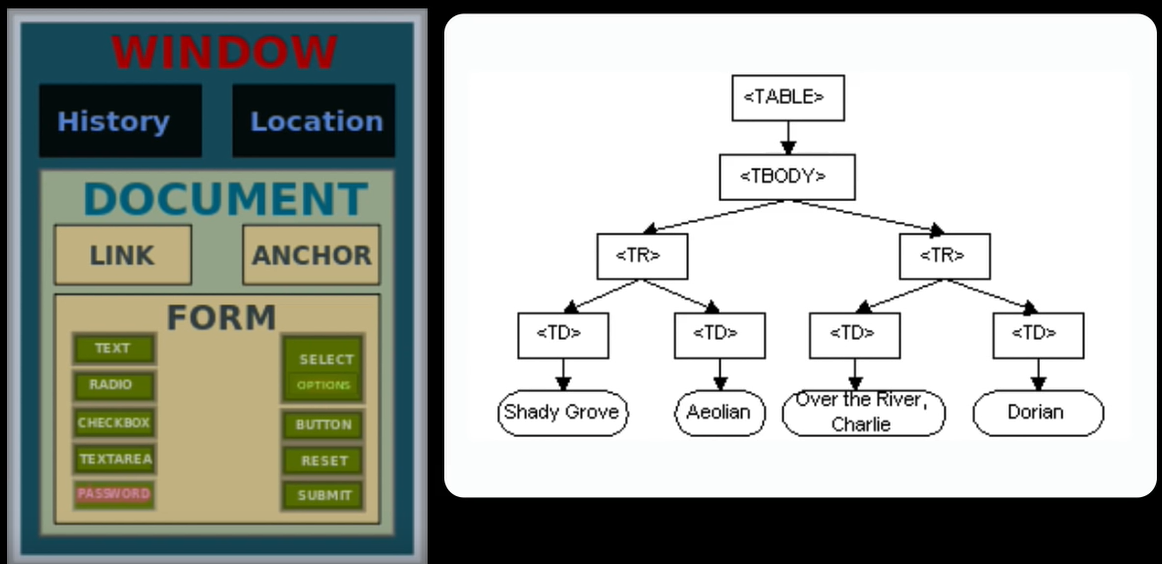 WINDOW
History
Location
DOCUMENT
LINK
ANCHOR
FORM
TEXT
RADIO
CHECKBOX
TEXTAREA
PASSWORD
SELECT
OPTIONS
BUTTON
RESET
SUBMIT
<TABLE>
<TBODY>
<TR>
<TR>
<TD>
<TD>
<TD>
<TD>
Shady Grove
Aeolian
Over the River,
Charlie
Dorian